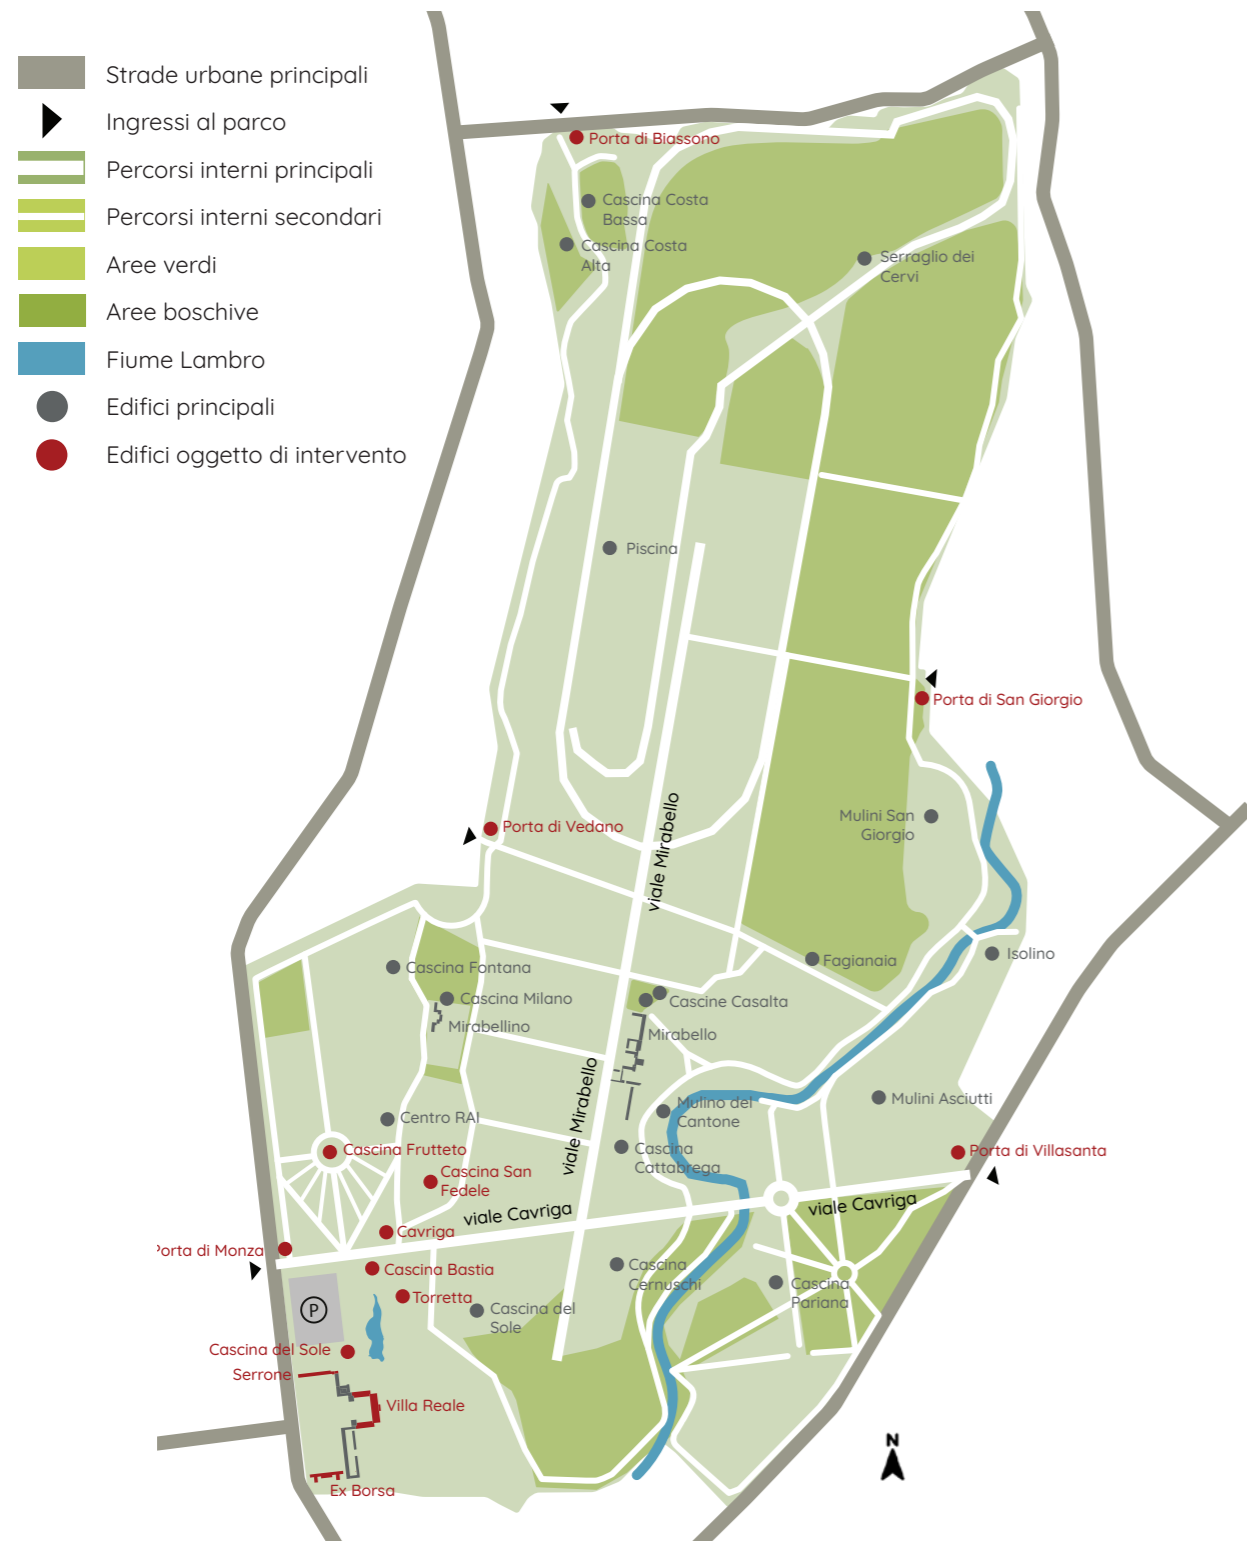 Strade urbane principali
Ingressi al parco
Percorsi interni principali
Percorsi interni secondari
Aree verdi
Aree boschive
Fiume Lambro
Edifici principali
Edifici oggetto di intervento
Porta di Biassono
Cascina Costa
Bassa
Cascina Costa
Alta
Serraglio dei
Cervi
Piscina
Porta di San Giorgio
Mulini San
Giorgio
Porta di Vedano
viale Mirabello
Fagianaia
Isolino
Cascina Fontana
Cascina Milano
Mirabellino
Cascine Casalta
Mirabello
viale Mirabello
Mulino del
Cantone
Mulini Asciutti
Centro RAI
Cascina Frutteto
Cascina San
Fedele
Cascina
Cattabrega
Porta di Villasanta
viale Cavriga
viale Cavriga
Cavriga
Porta di Monza
Cascina Bastia
Torretta
Cascina
Cernuschi
Cascina
Pariana
P
Cascina del
Sole
Cascina del Sole
Serrone
Villa Reale
Ex Borsa
N